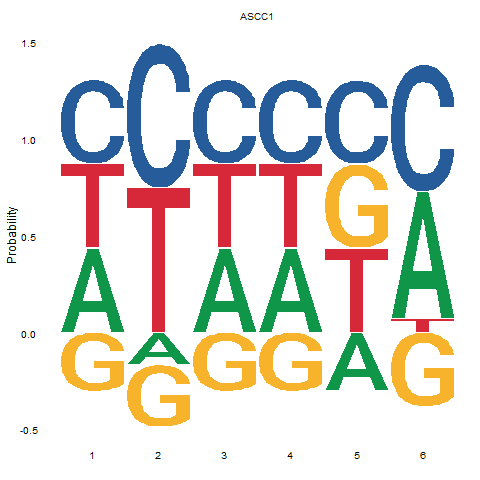 ASCC1
1.5
1.0
0.5
0.0
-0.5
Probability
C C C C C C
T T T T G A
A A A A T T
G G G G A G
1 2 3 4 5 6